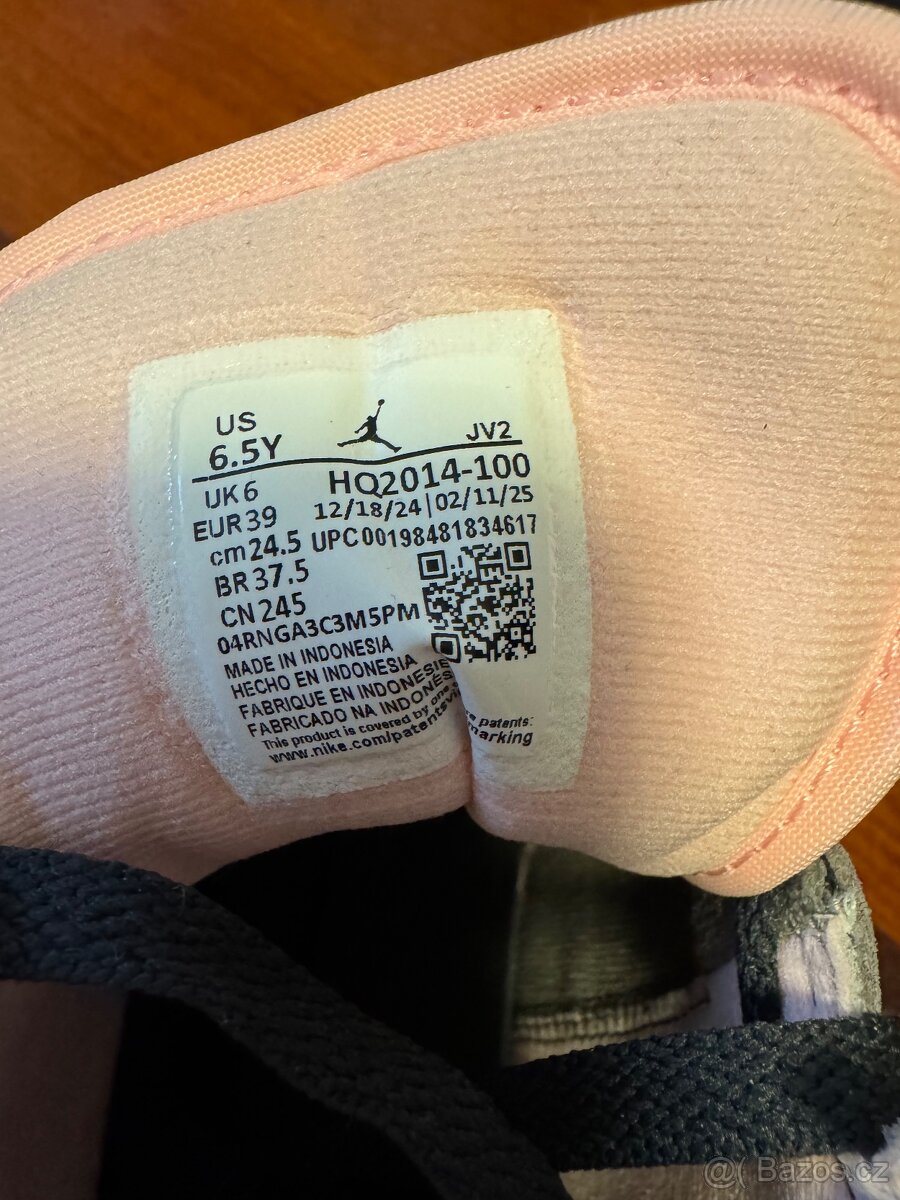 US
6.5Y
JV2
UK 6
HQ2014-100
EUR 39
12/18/24 | 02/11/25
cm 24.5
UPC 00198481834617
BR 37.5
CN 245
04RNGA3C3M5PM
MADE IN INDONESIA
HECHO EN INDONESIA
FABRIQUE EN INDONESIE
FABRICADO NA INDONÉS
This product is covered by one patents:
www.nike.com/patents marking
@( Bazos.cz